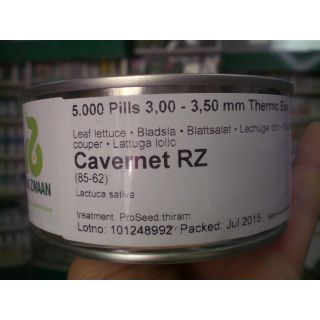 5.000 Pills 3,00 - 3,50 mm Thermo
Leaf lettuce • Bladsla • Blattsalat • Lechuga
couper • Lattuga
Cavernet RZ
(85-62)
ZWAAN
Lactuca sativa
treatment: ProSeed:thiram
Lotno: 101248992 Packed: Jul 2015